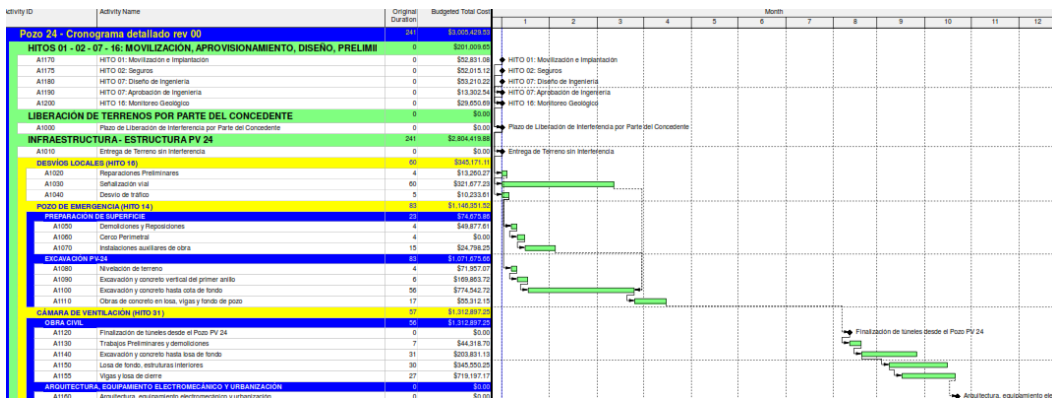 Activity ID Activity Name Original Duration Budgeted Total Cost Month
1 2 3 4 5 6 7 8 9 10 11 12
Pozo 24 - Cronograma detallado rev 00 241 $3,005,429.53
HITOS 01 - 02 - 07 - 16: MOVILIZACIÓN, APROVISIONAMIENTO, DISEÑO, PRELIMII 0 $201,009.65
A1170 HITO 01: Movilización e Implantación 0 $52,831.08 HITO 01: Movilización e Implantación
A1175 HITO 02: Seguros 0 $52,015.12 HITO 02: Seguros
A1180 HITO 07: Diseño de Ingeniería 0 $53,210.22 HITO 07: Diseño de Ingeniería
A1190 HITO 07: Aprobación de Ingeniería 0 $13,302.54 HITO 07: Aprobación de Ingeniería
A1200 HITO 16: Monitoreo Geológico 0 $29,650.69 HITO 16: Monitoreo Geológico
LIBERACIÓN DE TERRENOS POR PARTE DEL CONCEDENTE 0 $0.00
A1000 Plazo de Liberación de Interferencia por Parte del Concedente 0 $0.00 Plazo de Liberación de Interferencia por Parte del Concedente
INFRAESTRUCTURA - ESTRUCTURA PV 24 241 $2,804,419.88
A1010 Entrega de Terreno sin Interferencia 0 $0.00 Entrega de Terreno sin Interferencia
DESVÍOS LOCALES (HITO 16) 60 $345,171.11
A1020 Reparaciones Preliminares 4 $13,260.27
A1030 Señalización vial 60 $321,677.23
A1040 Desvio de tráfico 5 $10,233.61
POZO DE EMERGENCIA (HITO 14) 83 $1,146,351.52
PREPARACIÓN DE SUPERFICIE 23 $74,675.86
A1050 Demoliciones y Reposiciones 4 $49,877.61
A1060 Cerco Perimetral 4 $0.00
A1070 Instalaciones auxiliares de obra 15 $24,798.25
EXCAVACIÓN PV-24 83 $1,071,675.66
A1080 Nivelación de terreno 4 $71,957.07
A1090 Excavación y concreto vertical del primer anillo 6 $169,863.72
A1100 Excavación y concreto hasta cota de fondo 56 $774,542.72
A1110 Obras de concreto en losa, vigas y fondo de pozo 17 $55,312.15
CÁMARA DE VENTILACIÓN (HITO 31) 57 $1,312,897.25
OBRA CIVIL 56 $1,312,897.25
A1120 Finalización de túneles desde el Pozo PV 24 0 $0.00 Finalización de túneles desde el Pozo PV 24
A1130 Trabajos Preliminares y demoliciones 7 $44,318.70
A1140 Excavación y concreto hasta losa de fondo 31 $203,831.13
A1150 Losa de fondo, estructuras interiores 30 $345,550.25
A1155 Vigas y losa de cierre 27 $719,197.17
ARQUITECTURA, EQUIPAMIENTO ELECTROMECÁNICO Y URBANIZACIÓN 0 $0.00
A1160 Arquitectura, equipamiento electromecánico y urbanización 0 $0.00 Arquitectura, equipamiento ele